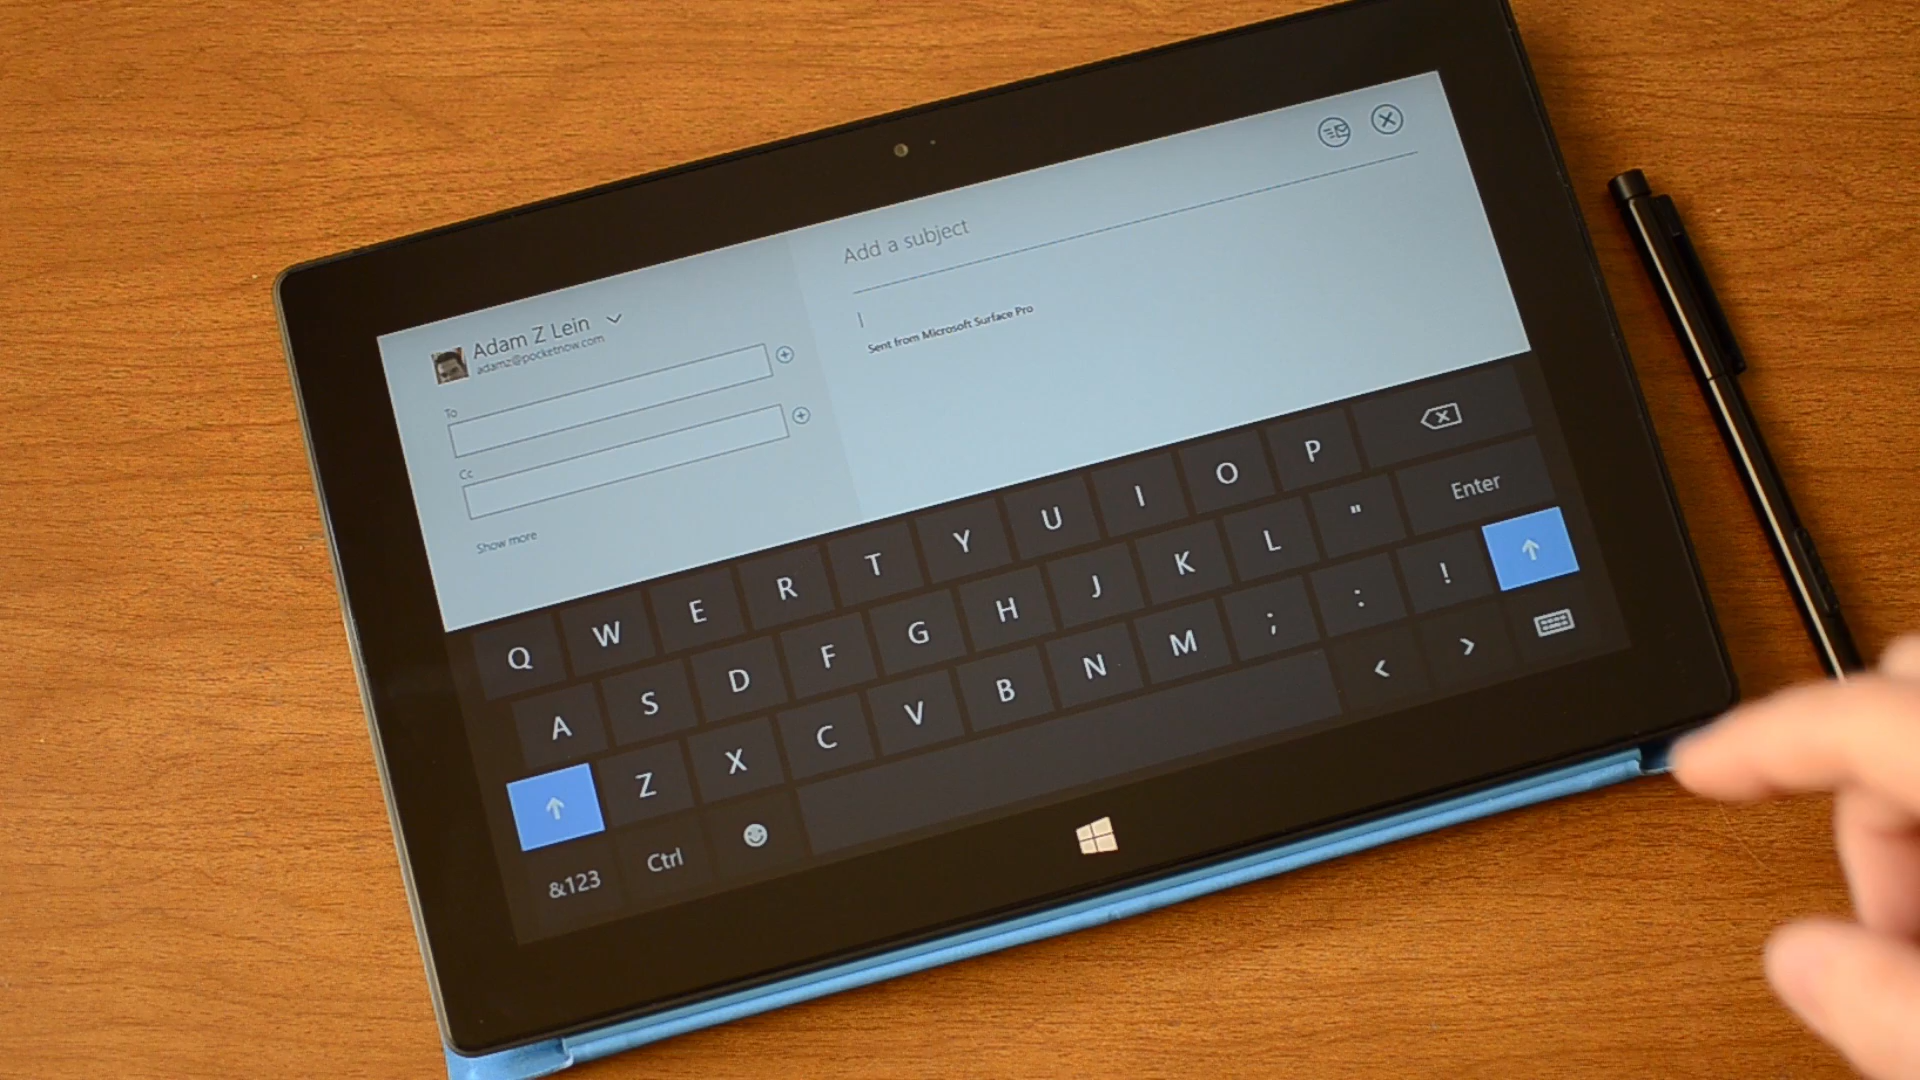 Adam Z Lein
adamz@pocketnow.com
To
Cc
Show more
Add a subject
Sent from Microsoft Surface Pro
Q W E R T Y U I O P
A S D F G H J K L " Enter
Z X C V B N M ; : !
&123 Ctrl < >